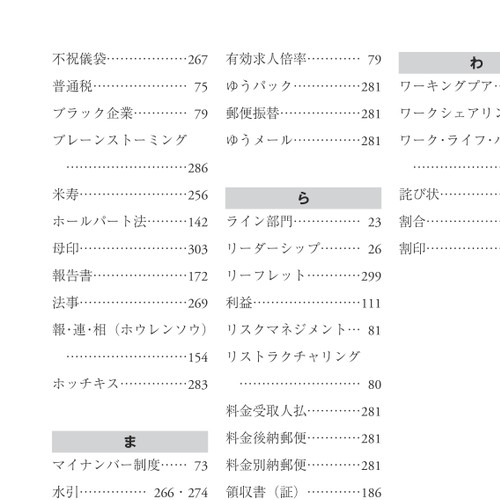 不祝儀袋………………267
普通税………………… 75
ブラック企業………… 79
ブレーンストーミング
………………………286
米寿……………………256
ホールパート法………142
母印……………………303
報告書…………………172
法事……………………269
報・連・相（ホウレンソウ）
………………………154
ホッチキス……………283
ま
マイナンバー制度…… 73
水引…………… 266・274
有効求人倍率………… 79
ゆうパック……………281
郵便振替………………281
ゆうメール……………281
ら
ライン部門…………… 23
リーダーシップ……… 26
リーフレット…………299
利益……………………111
リスクマネジメント… 81
リストラクチャリング
……………………… 80
料金受取人払…………281
料金後納郵便…………281
料金別納郵便…………281
領収書（証）…………186
わ
ワーキングプア…
ワークシェアリン
ワーク・ライフ・
…………………
詫び状……………
割合………………
割印………………